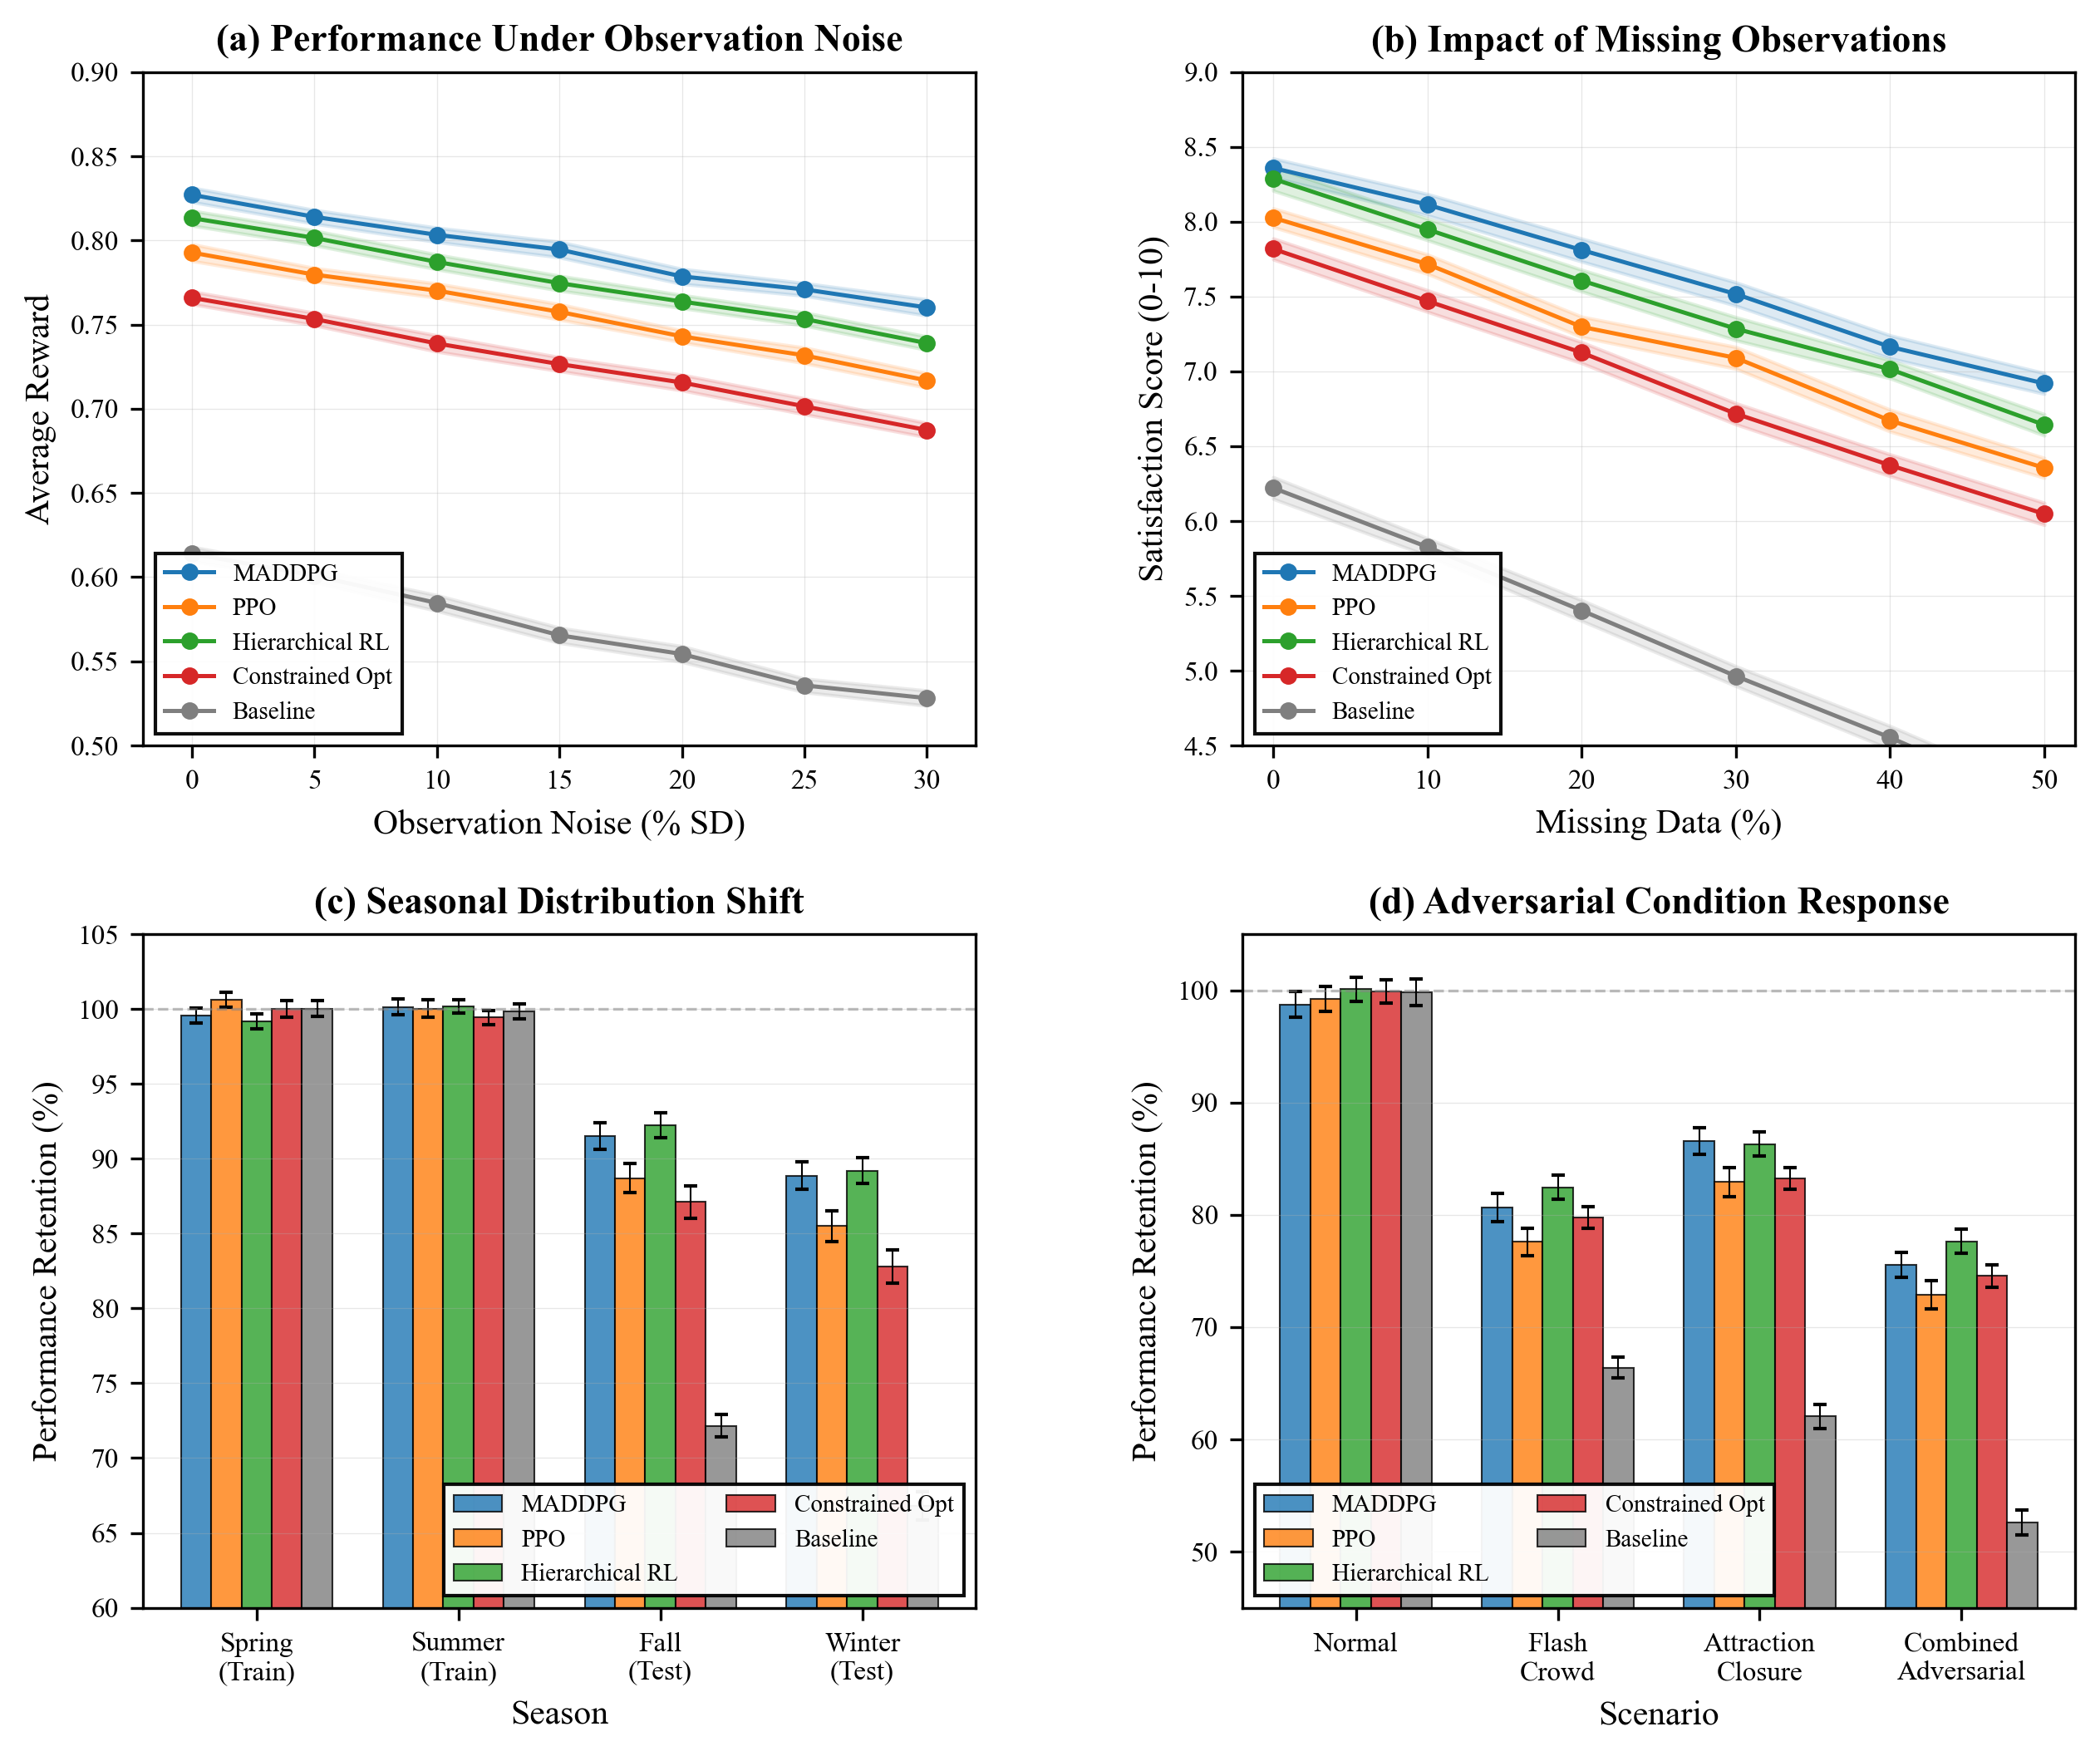 (a) Performance Under Observation Noise
0.90
0.85
0.80
0.75
0.70
0.65
0.60
0.55
0.50
Average Reward
MADDPG
PPO
Hierarchical RL
Constrained Opt
Baseline
0 5 10 15 20 25 30
Observation Noise (% SD)
(b) Impact of Missing Observations
9.0
8.5
8.0
7.5
7.0
6.5
6.0
5.5
5.0
4.5
Satisfaction Score (0-10)
MADDPG
PPO
Hierarchical RL
Constrained Opt
Baseline
0 10 20 30 40 50
Missing Data (%)
(c) Seasonal Distribution Shift
105
100
95
90
85
80
75
70
65
60
Performance Retention (%)
MADDPG
PPO
Hierarchical RL
Constrained Opt
Baseline
Spring
(Train)
Summer
(Train)
Fall
(Test)
Winter
(Test)
Season
(d) Adversarial Condition Response
100
90
80
70
60
50
Performance Retention (%)
MADDPG
PPO
Hierarchical RL
Constrained Opt
Baseline
Normal
Flash
Crowd
Attraction
Closure
Combined
Adversarial
Scenario